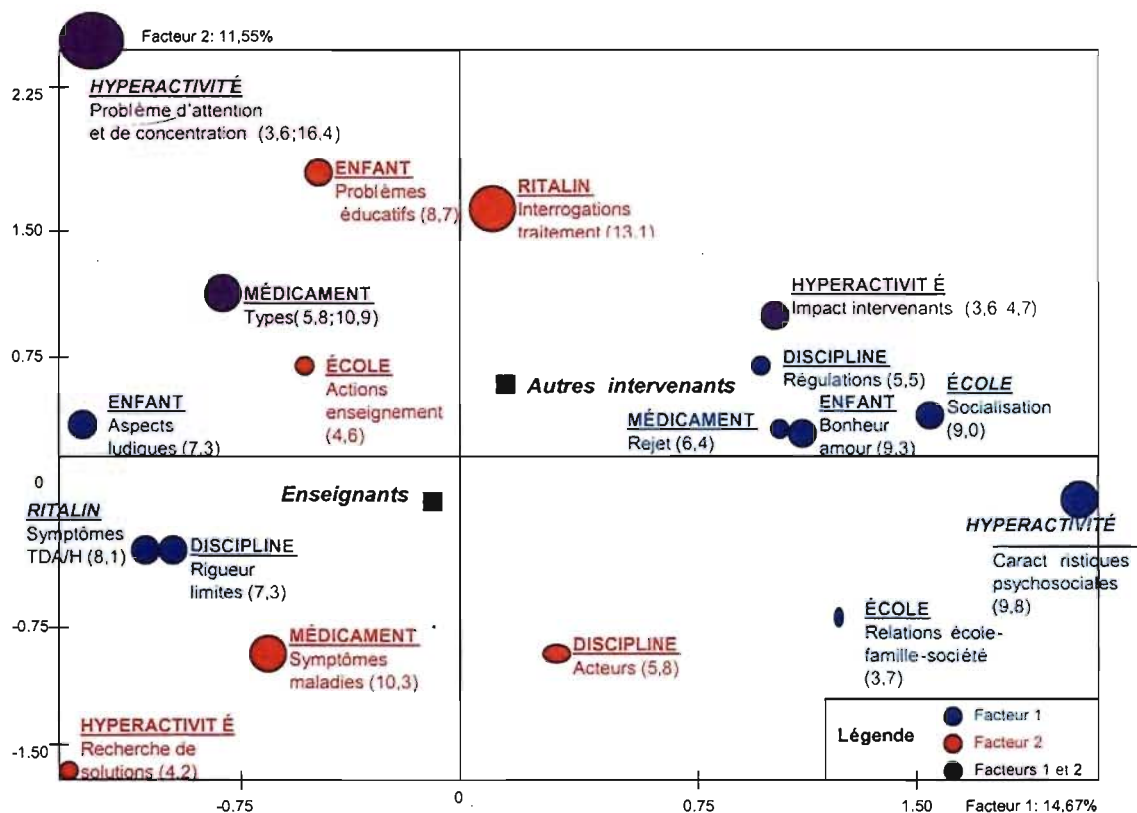 Facteur 2: 11,55%
2.25
HYPERACTIVITÉ
Problème d'attention
et de concentration (3,6;16.4)
ENFANT
Problèmes
éducatifs (8,7)
RITALIN
Interrogations
traitement (13,1)
1.50
MÉDICAMENT
Types( 5,8;10,9)
HYPERACTIVIT É
Impact intervenants (3,6 4,7)
0.75
ÉCOLE
Actions
enseignement
(4,6)
Autres intervenants
DISCIPLINE
Régulations (5,5)
ÉCOLE
Socialisation
(9,0)
ENFANT
Aspects
ludiques (7,3)
MÉDICAMENT
Rejet (6,4)
ENFANT
Bonheur
amour (9,3)
0
Enseignants
RITALIN
Symptômes
TDA/H (8,1)
DISCIPLINE
Rigueur
limites (7,3)
HYPERACTIVITÉ
Caract ristiques
psychosociales
(9,8)
-0.75
MÉDICAMENT
Symptômes
maladies (10,3)
DISCIPLINE
Acteurs (5,8)
ÉCOLE
Relations école-
famille-société
(3,7)
HYPERACTIVIT É
Recherche de
solutions (4,2)
-1.50
Légende
Facteur 1
Facteur 2
Facteurs 1 et 2
-0.75
0
0.75
1.50
Facteur 1: 14,67%